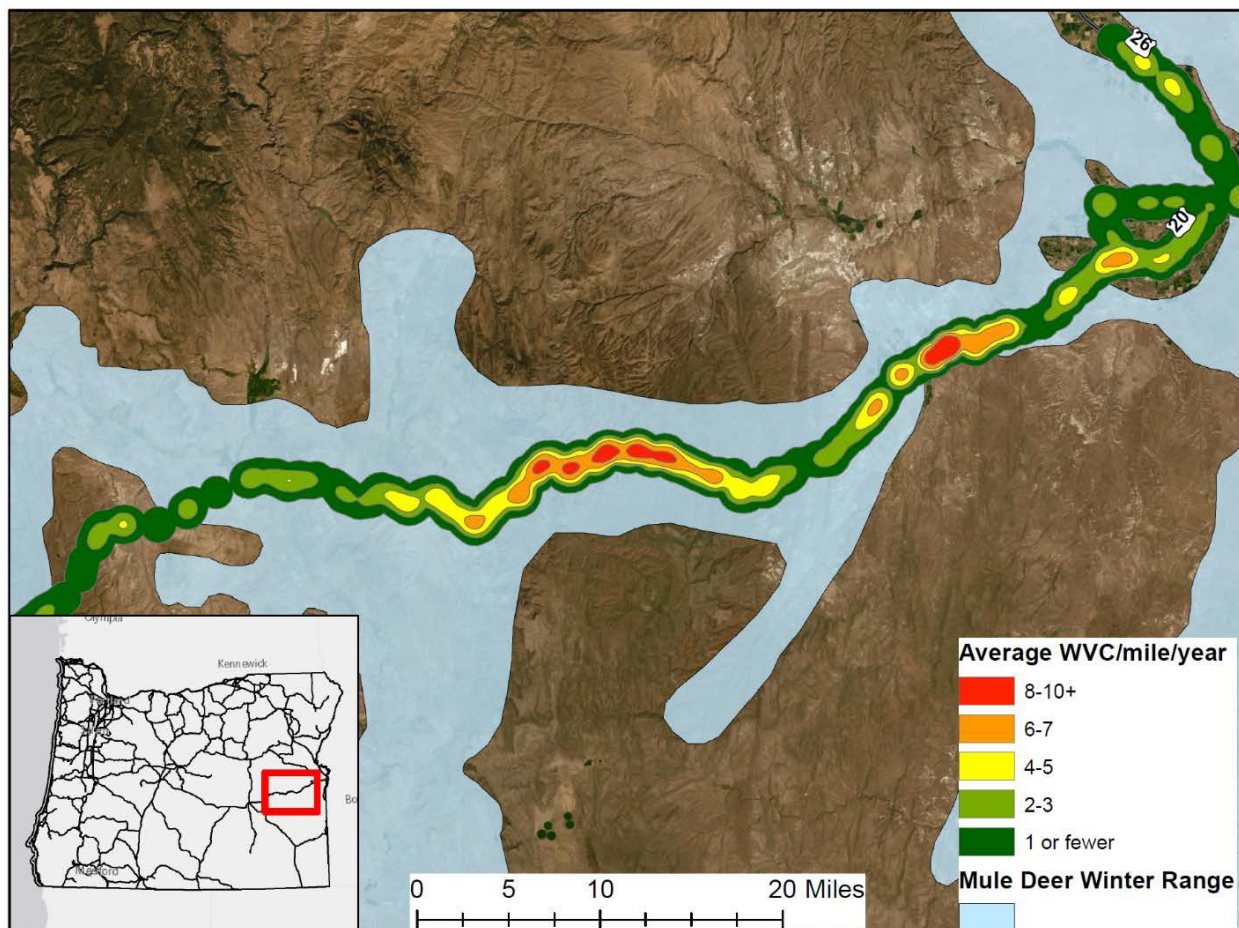 26
20
Olympia
Kennewick
Medford
Average WVC/mile/year
8-10+
6-7
4-5
2-3
1 or fewer
Mule Deer Winter Range
0 5 10 20 Miles